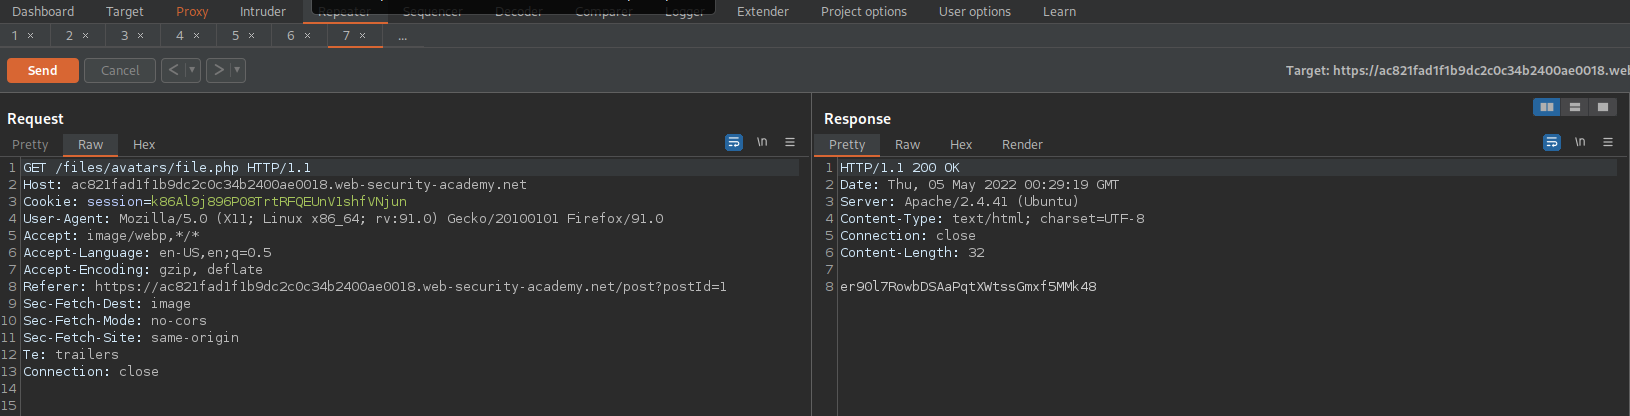 Dashboard Target Proxy Intruder Repeater Sequencer Decoder Comparer Logger Extender Project options User options Learn
1 × 2 × 3 × 4 × 5 × 6 × 7 × ...
Send Cancel < > Target: https://ac821fad1f1b9dc2c0c34b2400ae0018.web
Request
Pretty Raw Hex \n
1 GET /files/avatars/file.php HTTP/1.1
2 Host: ac821fad1f1b9dc2c0c34b2400ae0018.web-security-academy.net
3 Cookie: session=k86Al9j896P08TrtRFQEUnV1shfVNjun
4 User-Agent: Mozilla/5.0 (X11; Linux x86_64; rv:91.0) Gecko/20100101 Firefox/91.0
5 Accept: image/webp,*/*
6 Accept-Language: en-US,en;q=0.5
7 Accept-Encoding: gzip, deflate
8 Referer: https://ac821fad1f1b9dc2c0c34b2400ae0018.web-security-academy.net/post?postId=1
9 Sec-Fetch-Dest: image
10 Sec-Fetch-Mode: no-cors
11 Sec-Fetch-Site: same-origin
12 Te: trailers
13 Connection: close
14
15
Response
Pretty Raw Hex Render \n
1 HTTP/1.1 200 OK
2 Date: Thu, 05 May 2022 00:29:19 GMT
3 Server: Apache/2.4.41 (Ubuntu)
4 Content-Type: text/html; charset=UTF-8
5 Connection: close
6 Content-Length: 32
7
8 er90l7RowbDSAaPqtXWtssGmxf5MMk48